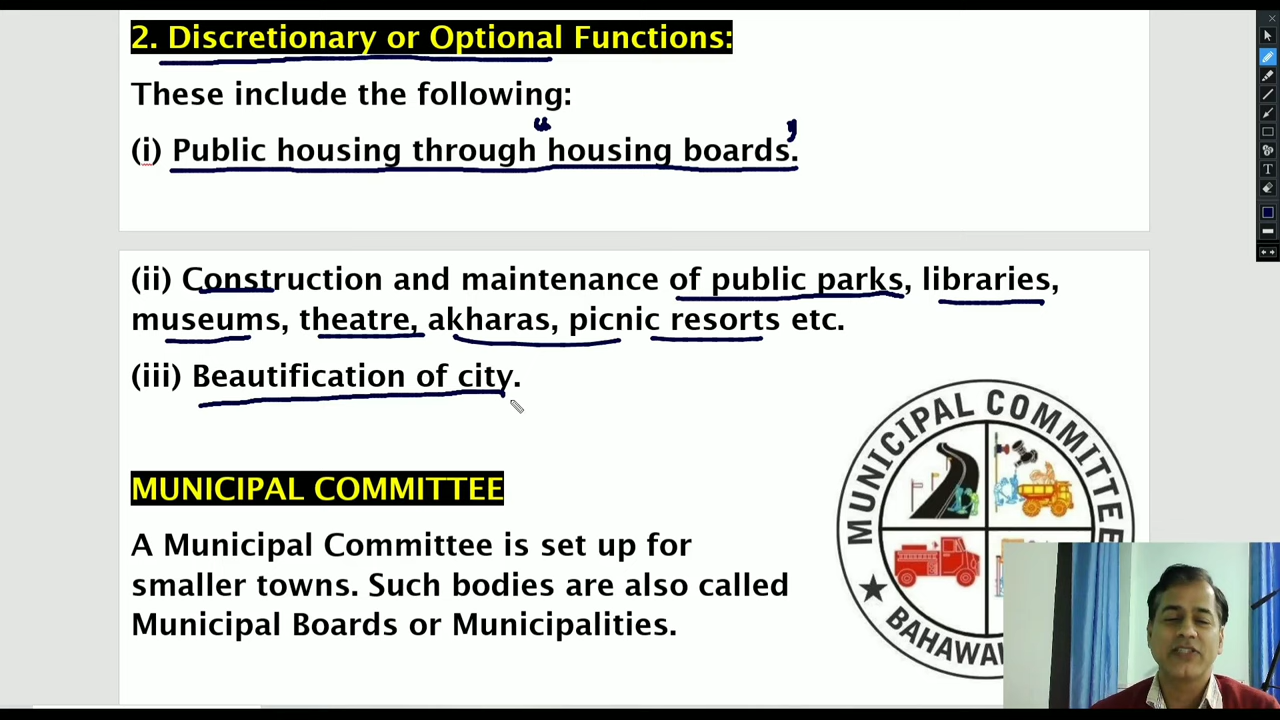 2. Discretionary or Optional Functions:
These include the following:
(i) Public housing through "housing boards.'
(ii) Construction and maintenance of public parks, libraries,
museums, theatre, akharas, picnic resorts etc.
(iii) Beautification of city.
MUNICIPAL COMMITTEE
A Municipal Committee is set up for
smaller towns. Such bodies are also called
Municipal Boards or Municipalities.
MUNICIPAL COMMITTEE
T